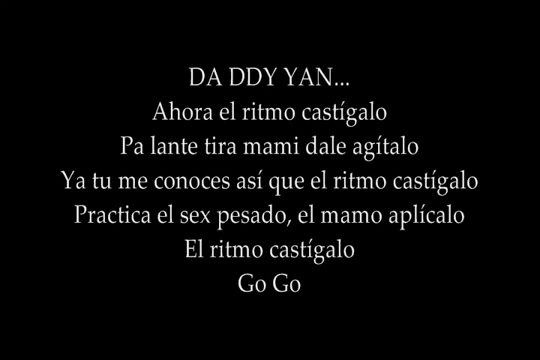 DA DDY YAN...
Ahora el ritmo castígalo
Pa lante tira mami dale agítalo
Ya tu me conoces así que el ritmo castígalo
Practica el sex pesado, el mamo aplícalo
El ritmo castígalo
Go Go